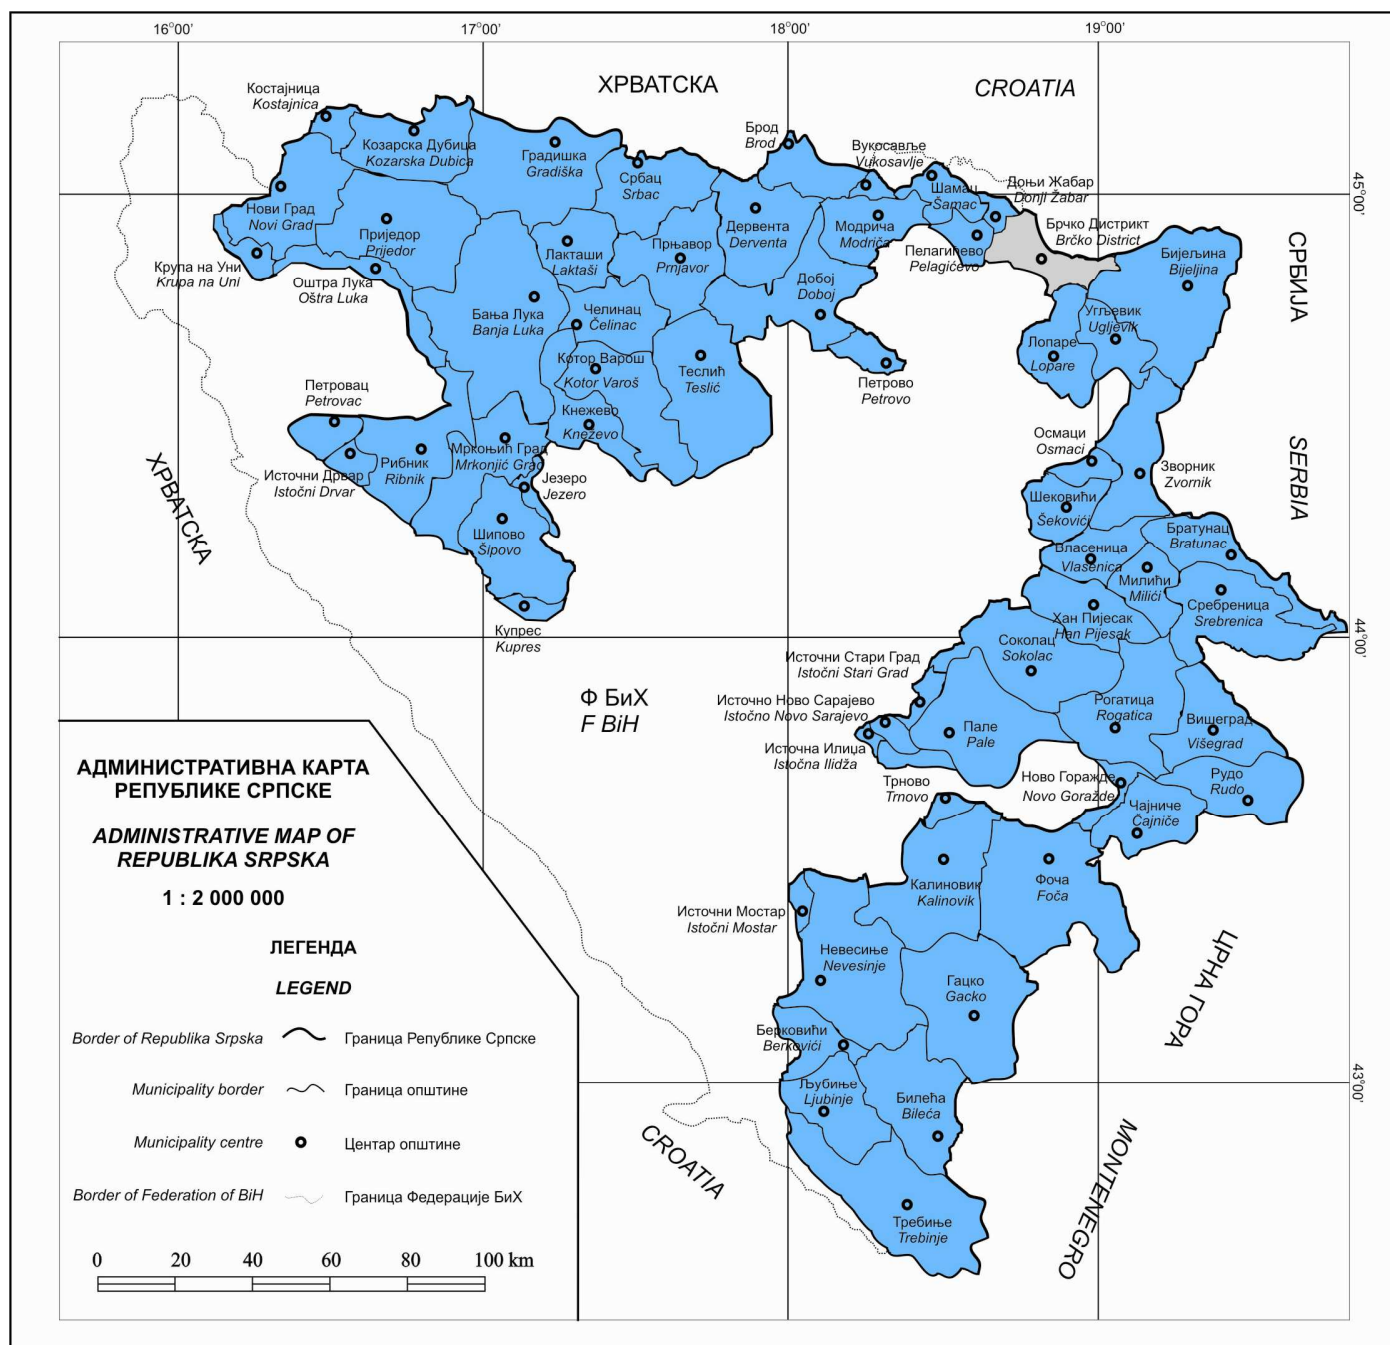 16°00'
17°00'
18°00'
19°00'
ХРВАТСКА
CROATIA
Костајница
Kostajnica
Козарска Дубица
Kozarska Dubica
Градишка
Gradiška
Србац
Srbac
Брод
Brod
Вукосавље
Vukosavlje
Шамац
Šamac
Доњи Жабар
Donji Žabar
45°00'
Нови Град
Novi Grad
Приједор
Prijedor
Лакташи
Laktaši
Прњавор
Prnjavor
Дервента
Derventa
Модрича
Modriča
Пелагићево
Pelagićevo
Брчко Дистрикт
Brčko District
Бијељина
Bijeljina
СРБИЈА
Крупа на Уни
Krupa na Uni
Оштра Лука
Oštra Luka
Бања Лука
Banja Luka
Челинац
Čelinac
Добој
Doboj
Угљевик
Ugljevik
Лопаре
Lopare
Котор Варош
Kotor Varoš
Теслић
Teslić
Петрово
Petrovo
Петровац
Petrovac
Кнежево
Kneževo
Источни Дрвар
Istočni Drvar
Рибник
Ribnik
Мркоњић Град
Mrkonjić Grad
Језеро
Jezero
Осмаци
Osmaci
Зворник
Zvornik
SERBIA
ХРВАТСКА
Шипово
Šipovo
Шековићи
Šekovići
Братунац
Bratunac
Власеница
Vlasenica
Милићи
Milići
Сребреница
Srebrenica
Купрес
Kupres
Хан Пијесак
Han Pijesak
Соколац
Sokolac
44°00'
Источни Стари Град
Istočni Stari Grad
Ф БиХ
F BiH
Источно Ново Сарајево
Istočno Novo Sarajevo
Рогатица
Rogatica
Вишеград
Višegrad
Пале
Pale
Источна Илиџа
Istočna Ilidža
Трново
Trnovo
Ново Горажде
Novo Goražde
Рудо
Rudo
Чајниче
Čajniče
Калиновик
Kalinovik
Фоча
Foča
Источни Мостар
Istočni Mostar
Невесиње
Nevesinje
Гацко
Gacko
ЦРНА ГОРА
Берковићи
Berkovići
43°00'
Љубиње
Ljubinje
Билећа
Bileća
CROATIA
MONTENEGRO
Требиње
Trebinje
АДМИНИСТРАТИВНА КАРТА
РЕПУБЛИКЕ СРПСКЕ
ADMINISTRATIVE MAP OF
REPUBLIKA SRPSKA
1 : 2 000 000
ЛЕГЕНДА
LEGEND
Border of Republika Srpska Граница Републике Српске
Municipality border Граница општине
Municipality centre Центар општине
Border of Federation of BiH Граница Федерације БиХ
0 20 40 60 80 100 km